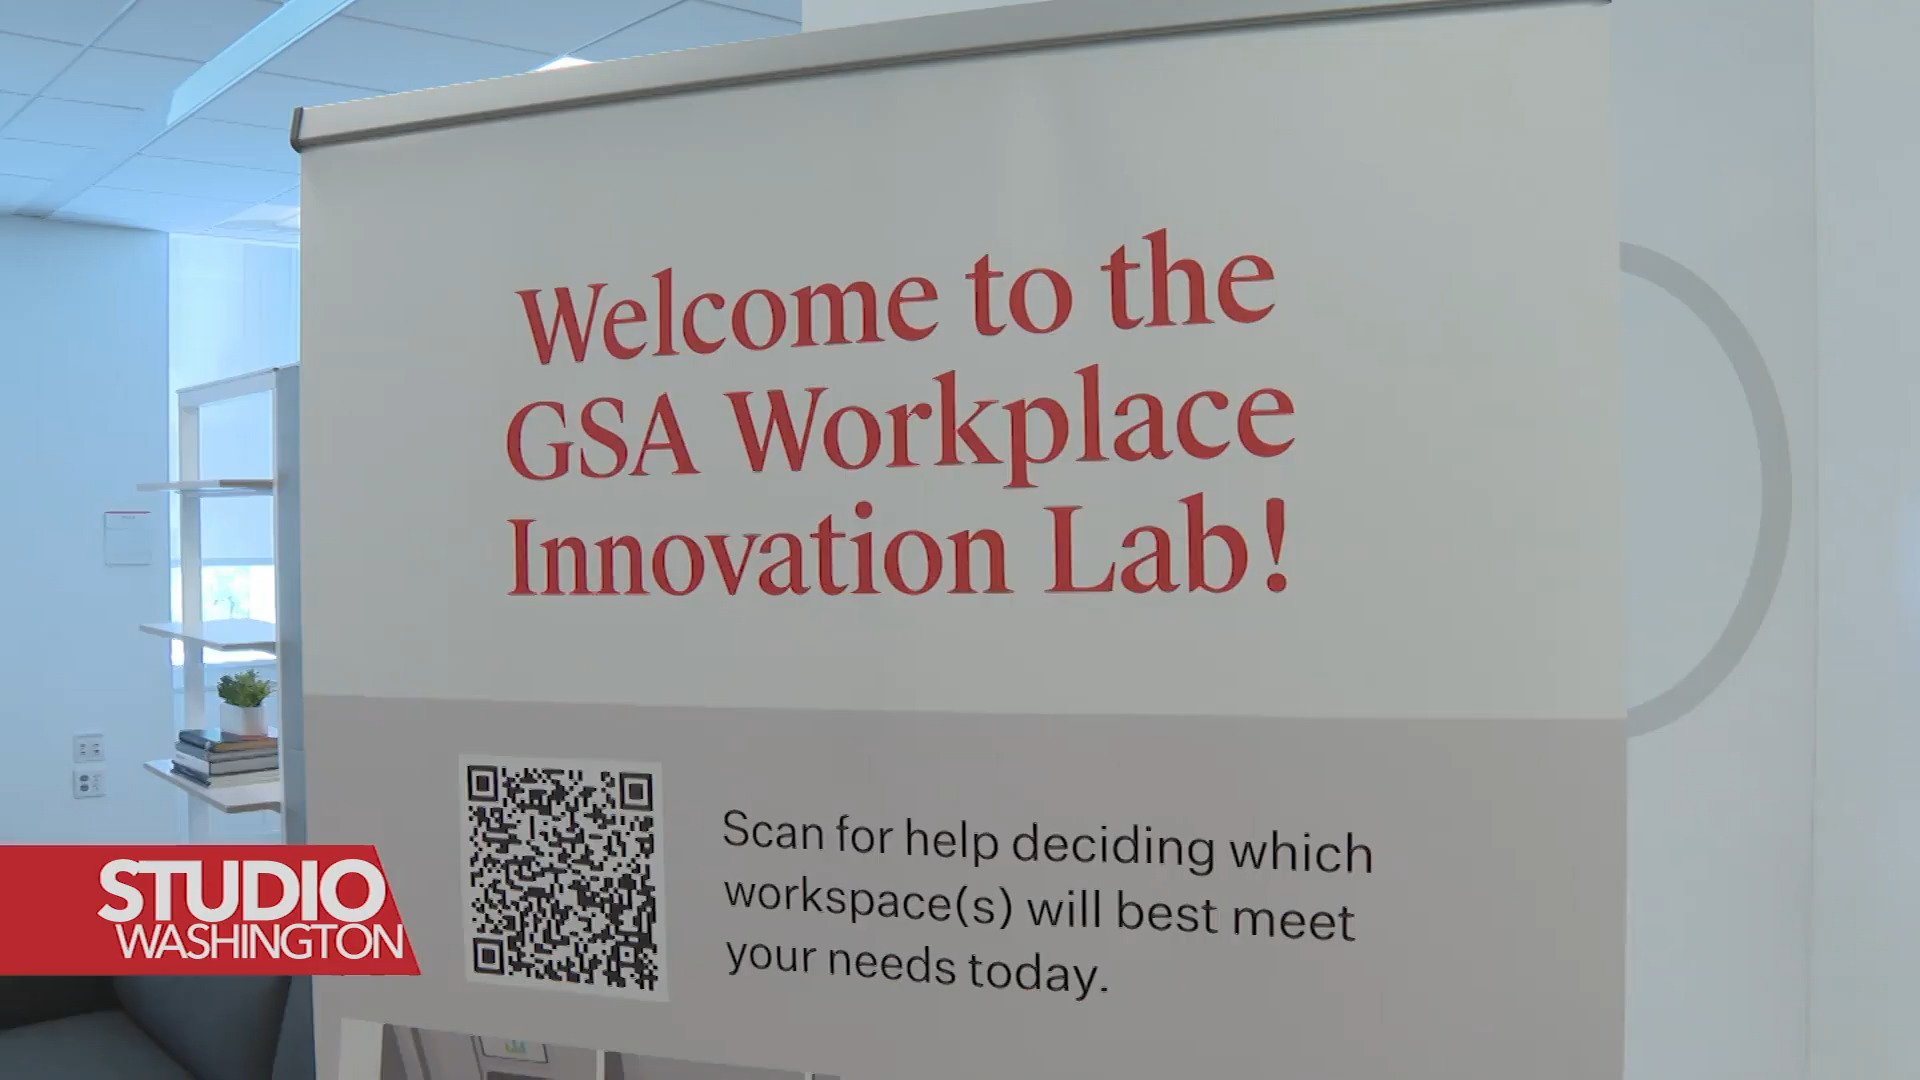 Welcome to the
GSA Workplace
Innovation Lab!
Scan for help deciding which
workspace(s) will best meet
your needs today.
STUDIO
WASHINGTON